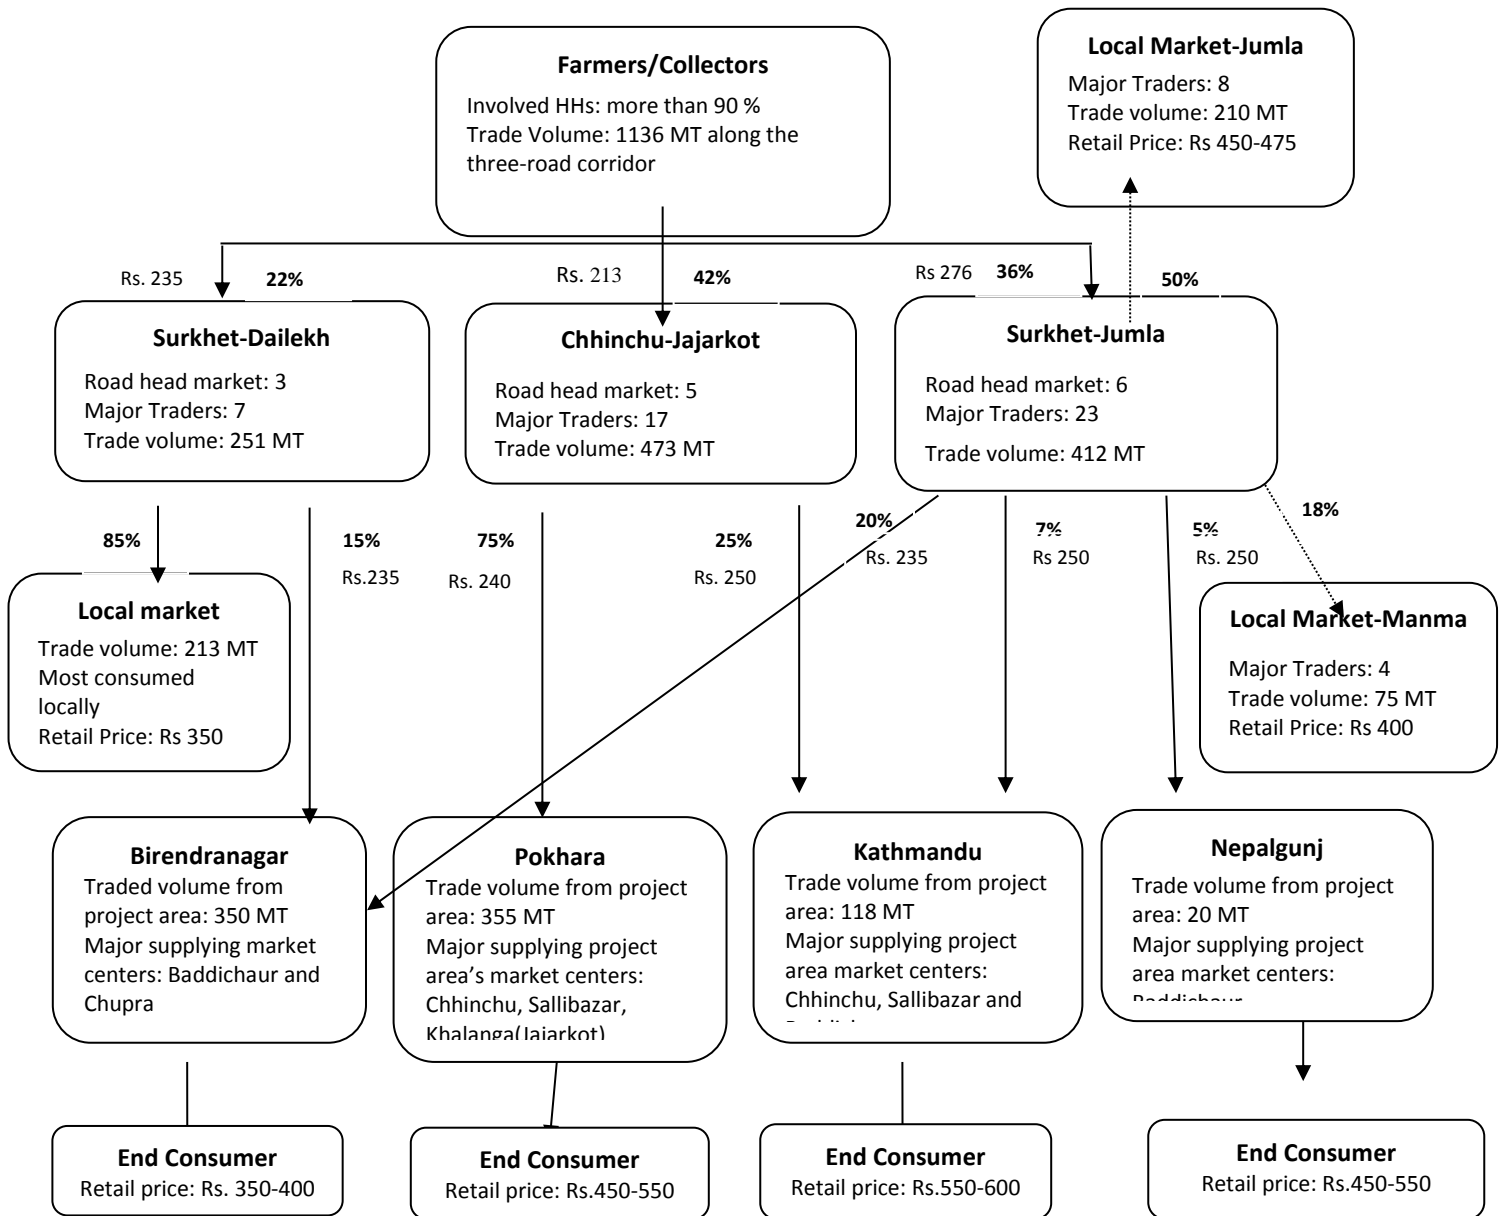 Farmers/Collectors
Involved HHs: more than 90 %
Trade Volume: 1136 MT along the
three-road corridor
Local Market-Jumla
Major Traders: 8
Trade volume: 210 MT
Retail Price: Rs 450-475
Rs. 235
22%
Rs. 213
42%
Rs 276
36%
50%
Surkhet-Dailekh
Road head market: 3
Major Traders: 7
Trade volume: 251 MT
Chhinchu-Jajarkot
Road head market: 5
Major Traders: 17
Trade volume: 473 MT
Surkhet-Jumla
Road head market: 6
Major Traders: 23
Trade volume: 412 MT
85%
15%
Rs.235
75%
Rs. 240
25%
Rs. 250
20%
Rs. 235
7%
Rs 250
5%
Rs. 250
18%
Local market
Trade volume: 213 MT
Most consumed
locally
Retail Price: Rs 350
Local Market-Manma
Major Traders: 4
Trade volume: 75 MT
Retail Price: Rs 400
Birendranagar
Traded volume from
project area: 350 MT
Major supplying market
centers: Baddichaur and
Chupra
Pokhara
Trade volume from project
area: 355 MT
Major supplying project
area's market centers:
Chhinchu, Sallibazar,
Khalanga(Jajarkot)
Kathmandu
Trade volume from project
area: 118 MT
Major supplying project
area market centers:
Chhinchu, Sallibazar and
Nepalgunj
Trade volume from project
area: 20 MT
Major supplying project
area market centers:
End Consumer
Retail price: Rs. 350-400
End Consumer
Retail price: Rs.450-550
End Consumer
Retail price: Rs.550-600
End Consumer
Retail price: Rs.450-550